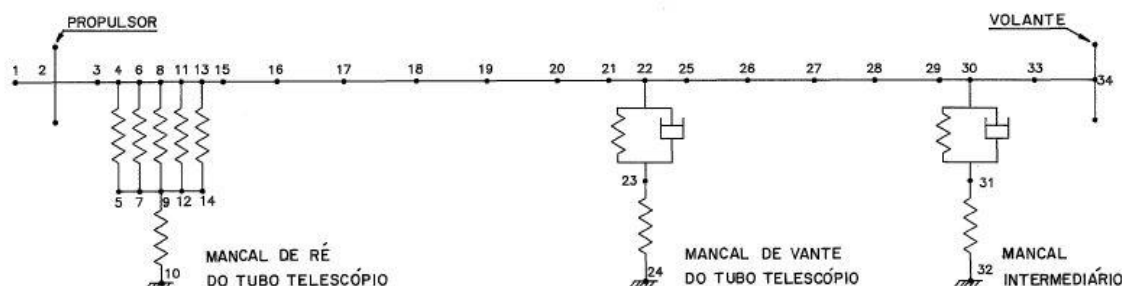 PROPULSOR
VOLANTE
1 2 3 4 6 8 11 13 15 16 17 18 19 20 21 22 25 26 27 28 29 30 33 34
5 7 9 12 14 23 31
10 24 32
MANCAL DE RÉ
DO TUBO TELESCÓPIO
MANCAL DE VANTE
DO TUBO TELESCÓPIO
MANCAL
INTERMEDIÁRIO